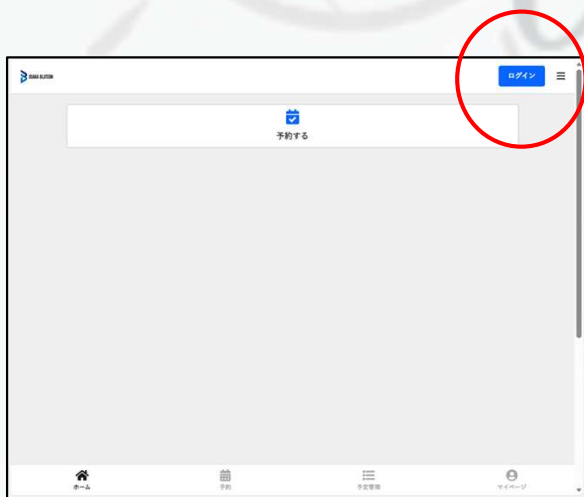 ログイン
予約する
ホーム
予約
予定管理
マイページ